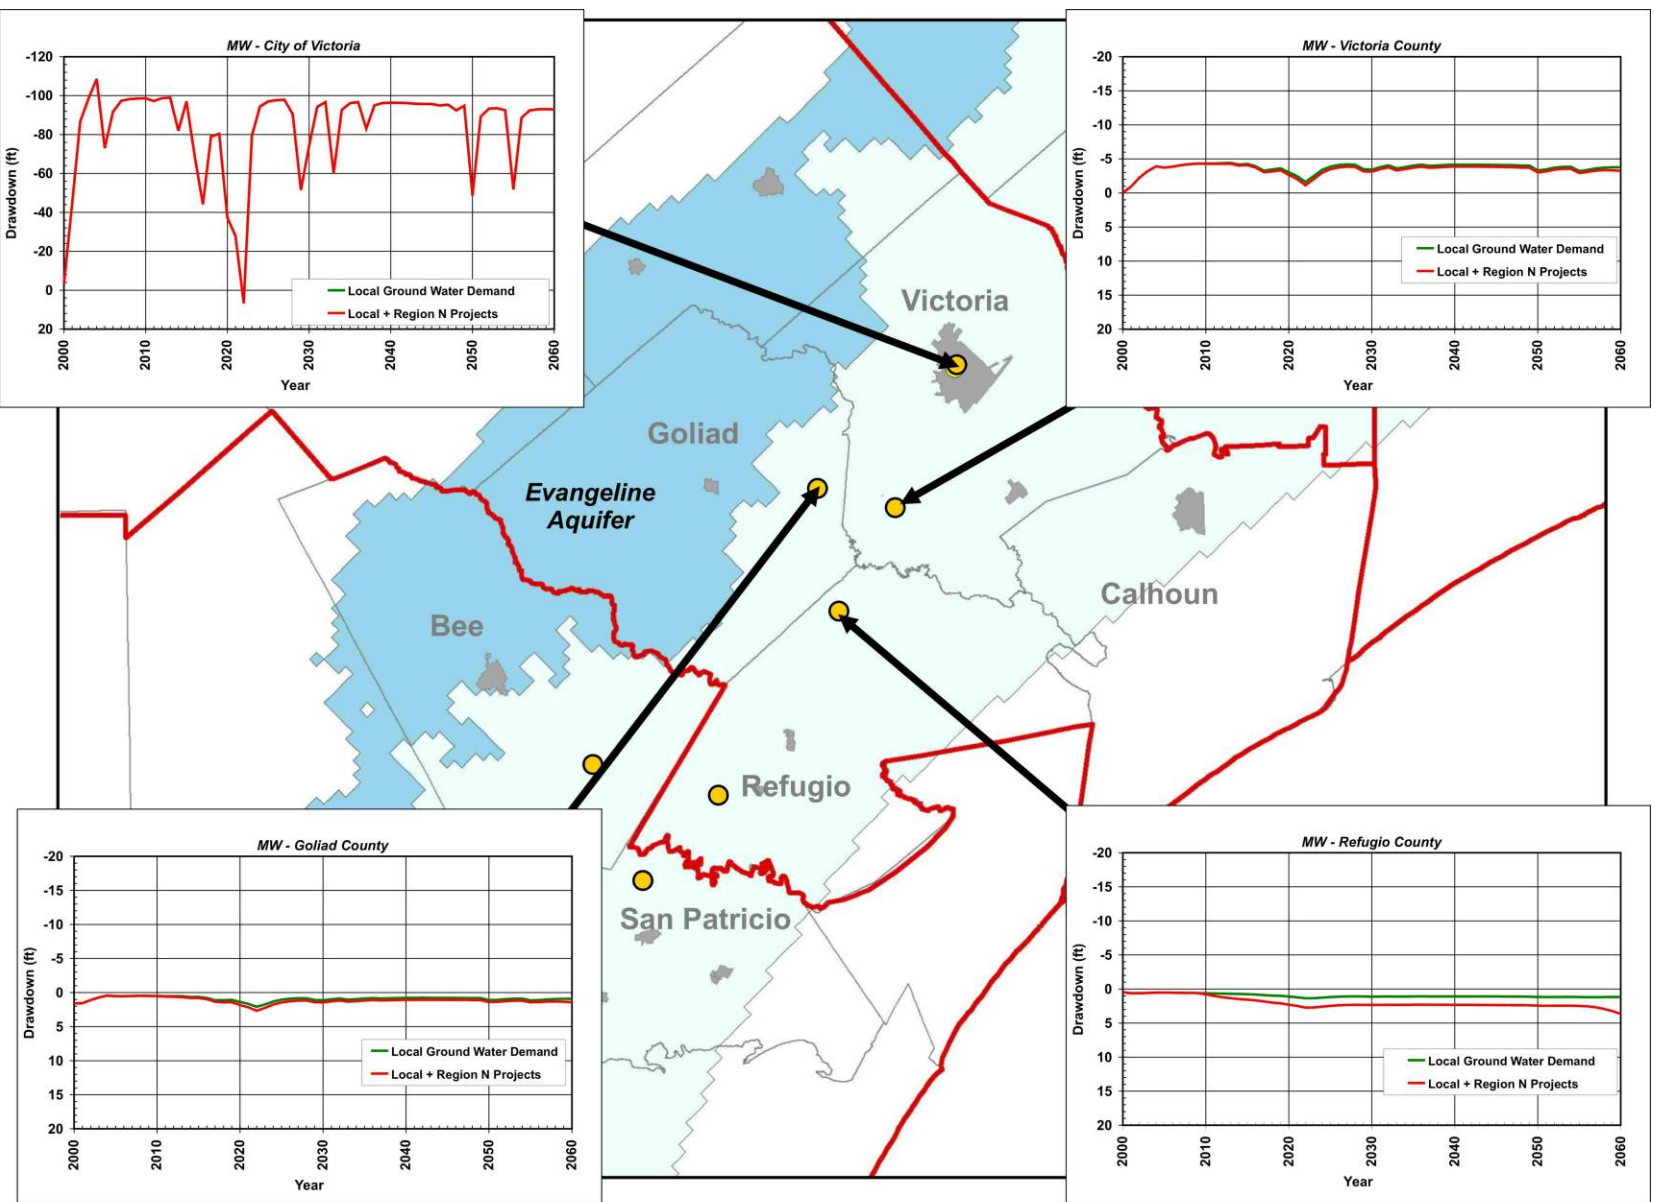 MW - City of Victoria
-120
-100
-80
-60
-40
-20
0
20
Drawdown (ft)
Local Ground Water Demand
Local + Region N Projects
2000
2010
2020
2030
2040
2050
2060
Year
MW - Victoria County
-20
-15
-10
-5
0
5
10
15
20
Drawdown (ft)
Local Ground Water Demand
Local + Region N Projects
2000
2010
2020
2030
2040
2050
2060
Year
Victoria
Goliad
Evangeline
Aquifer
Calhoun
Bee
Refugio
San Patricio
MW - Goliad County
-20
-15
-10
-5
0
5
10
15
20
Drawdown (ft)
Local Ground Water Demand
Local + Region N Projects
2000
2010
2020
2030
2040
2050
2060
Year
MW - Refugio County
-20
-15
-10
-5
0
5
10
15
20
Drawdown (ft)
Local Ground Water Demand
Local + Region N Projects
2000
2010
2020
2030
2040
2050
2060
Year